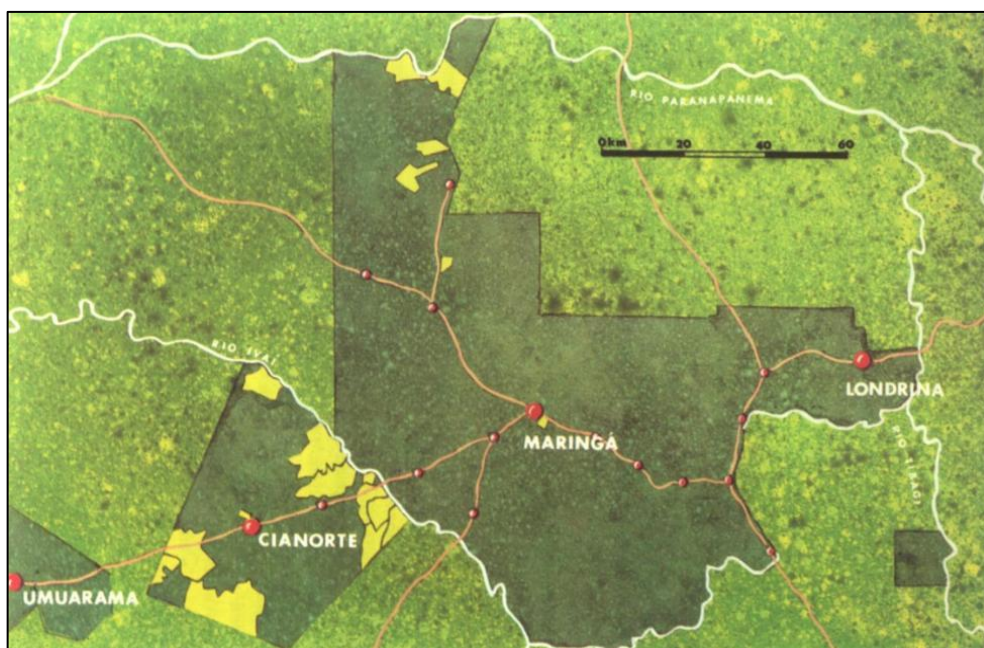 RIO PARANAPANEMA
0km 20 40 60
RIO IVAÍ
LONDRINA
MARINGÁ
RIO TIBAGI
CIANORTE
UMUARAMA